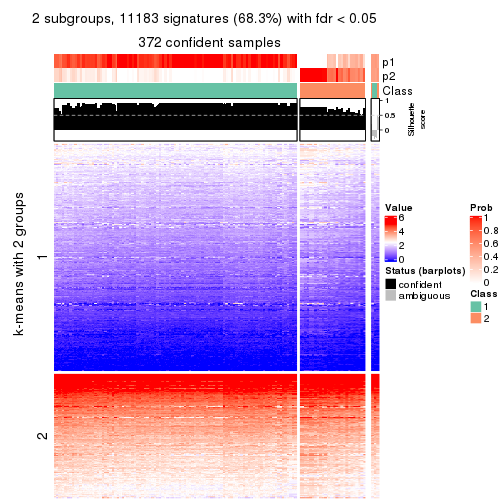 2 subgroups, 11183 signatures (68.3%) with fdr < 0.05
372 confident samples
p1
p2
Class
1
0.5
0
Silhouette
score
k-means with 2 groups
1
2
Value
6
4
2
0
Status (barplots)
confident
ambiguous
Prob
1
0.8
0.6
0.4
0.2
0
Class
1
2